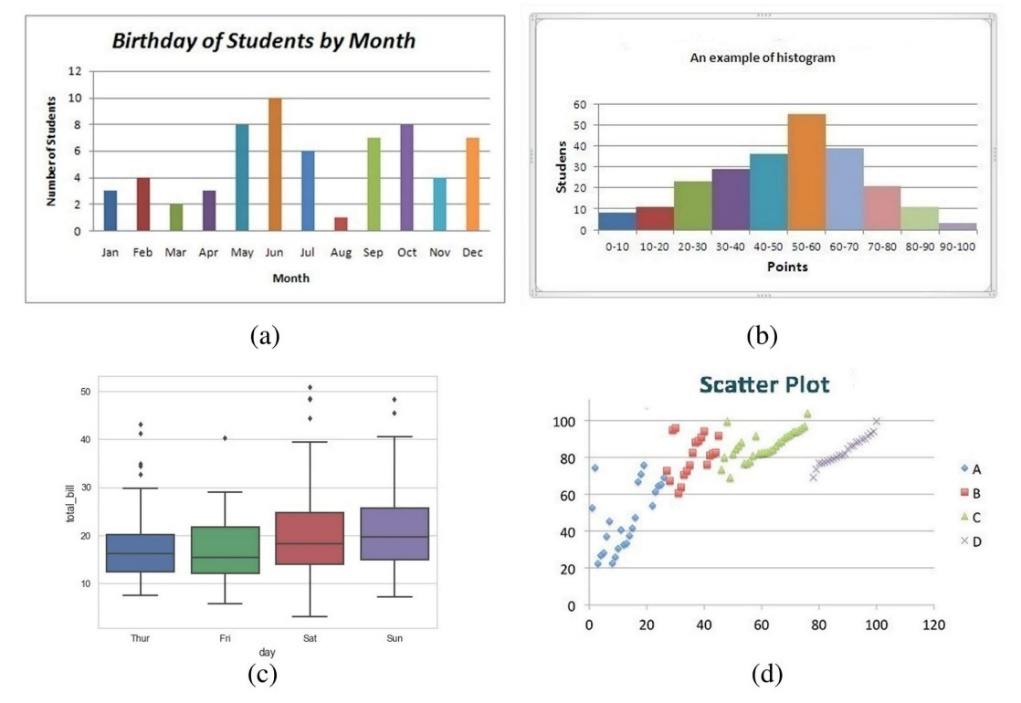 Birthday of Students by Month
Number of Students
12
10
8
6
4
2
0
Jan Feb Mar Apr May Jun Jul Aug Sep Oct Nov Dec
Month
(a)
An example of histogram
Studens
60
50
40
30
20
10
0
0-10 10-20 20-30 30-40 40-50 50-60 60-70 70-80 80-90 90-100
Points
(b)
total_bill
50
40
30
20
10
Thur Fri Sat Sun
day
(c)
Scatter Plot
100
80
60
40
20
0
0 20 40 60 80 100 120
A
B
C
D
(d)